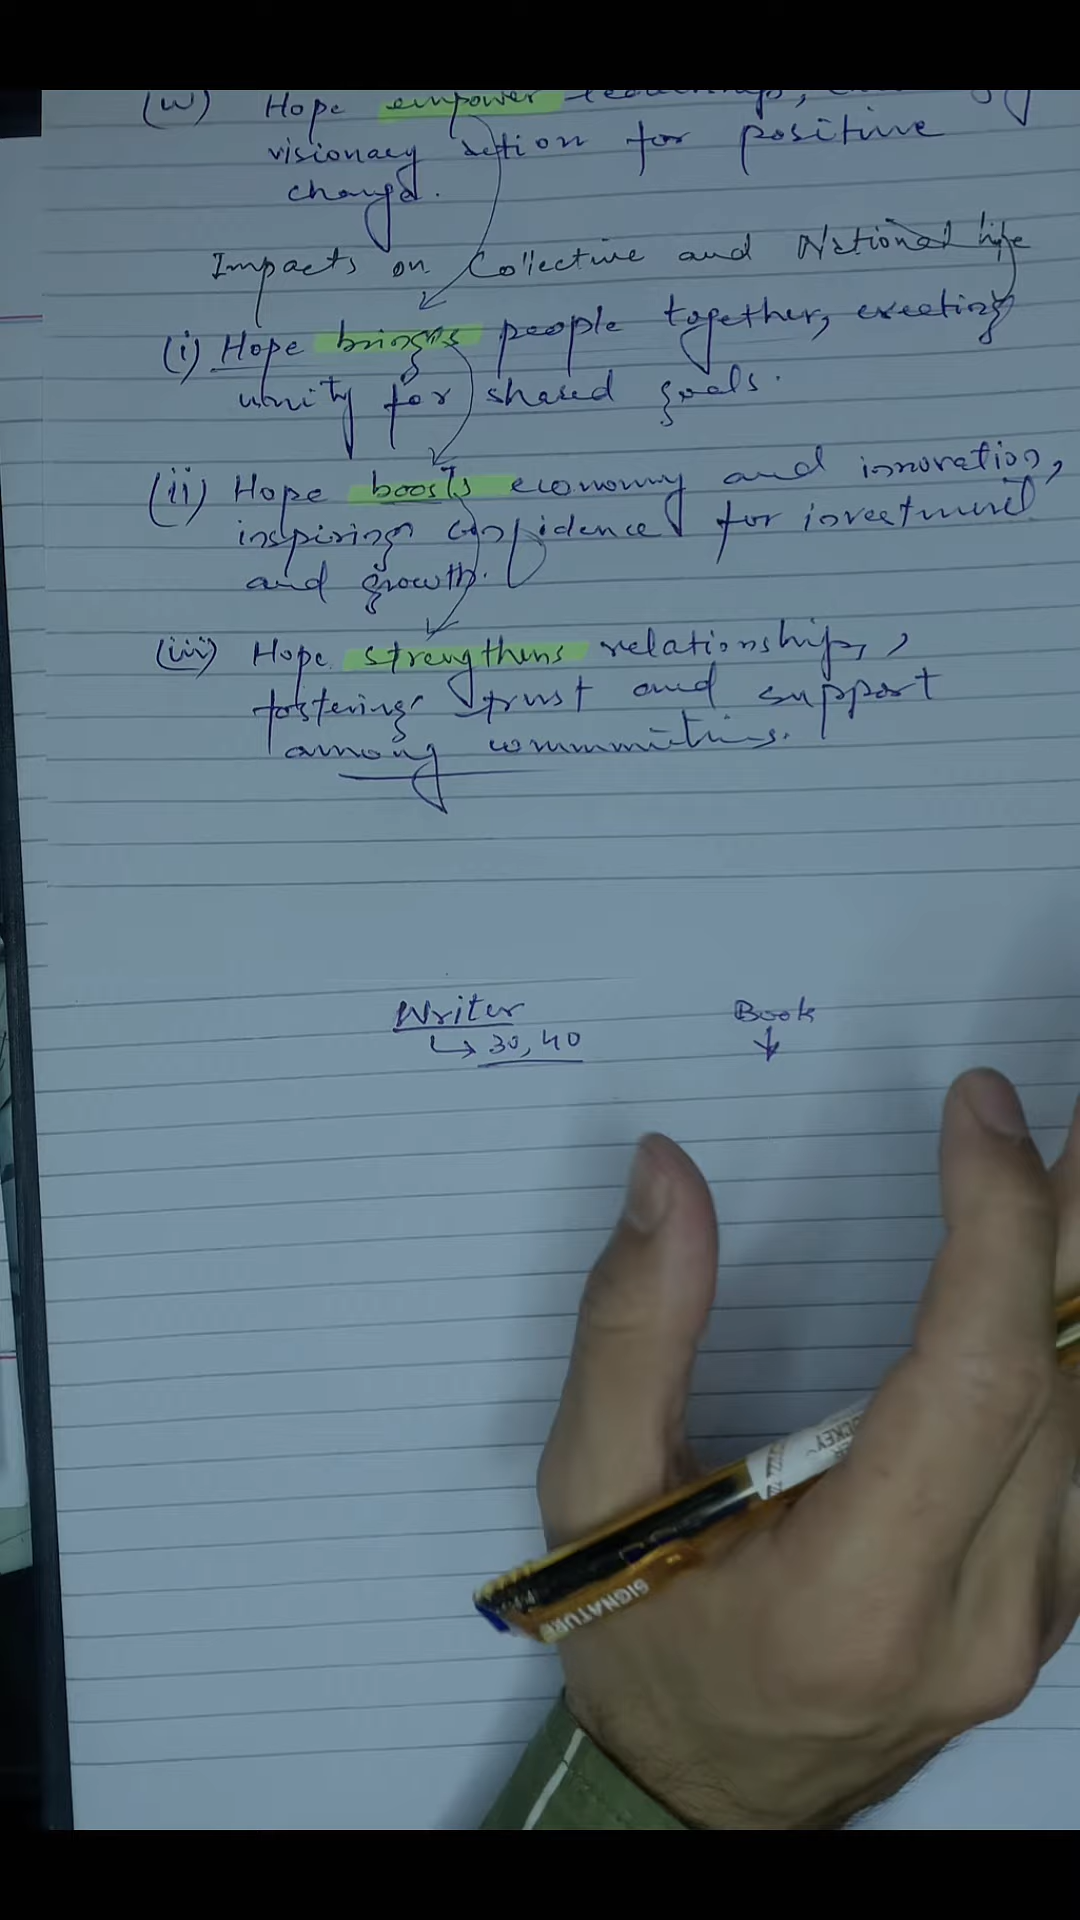 (iv) Hope empower leadership,
visionary action for positive
change.
Impacts on Collective and National life
(i) Hope brings people together, creating
unity for shared goals.
(ii) Hope boosts economy and innovation,
inspiring confidence for investment
and growth.
(iii) Hope strengthens relationships,
fostering trust and support
among communities.
Writer
30, 40
Book
SIGNATURE